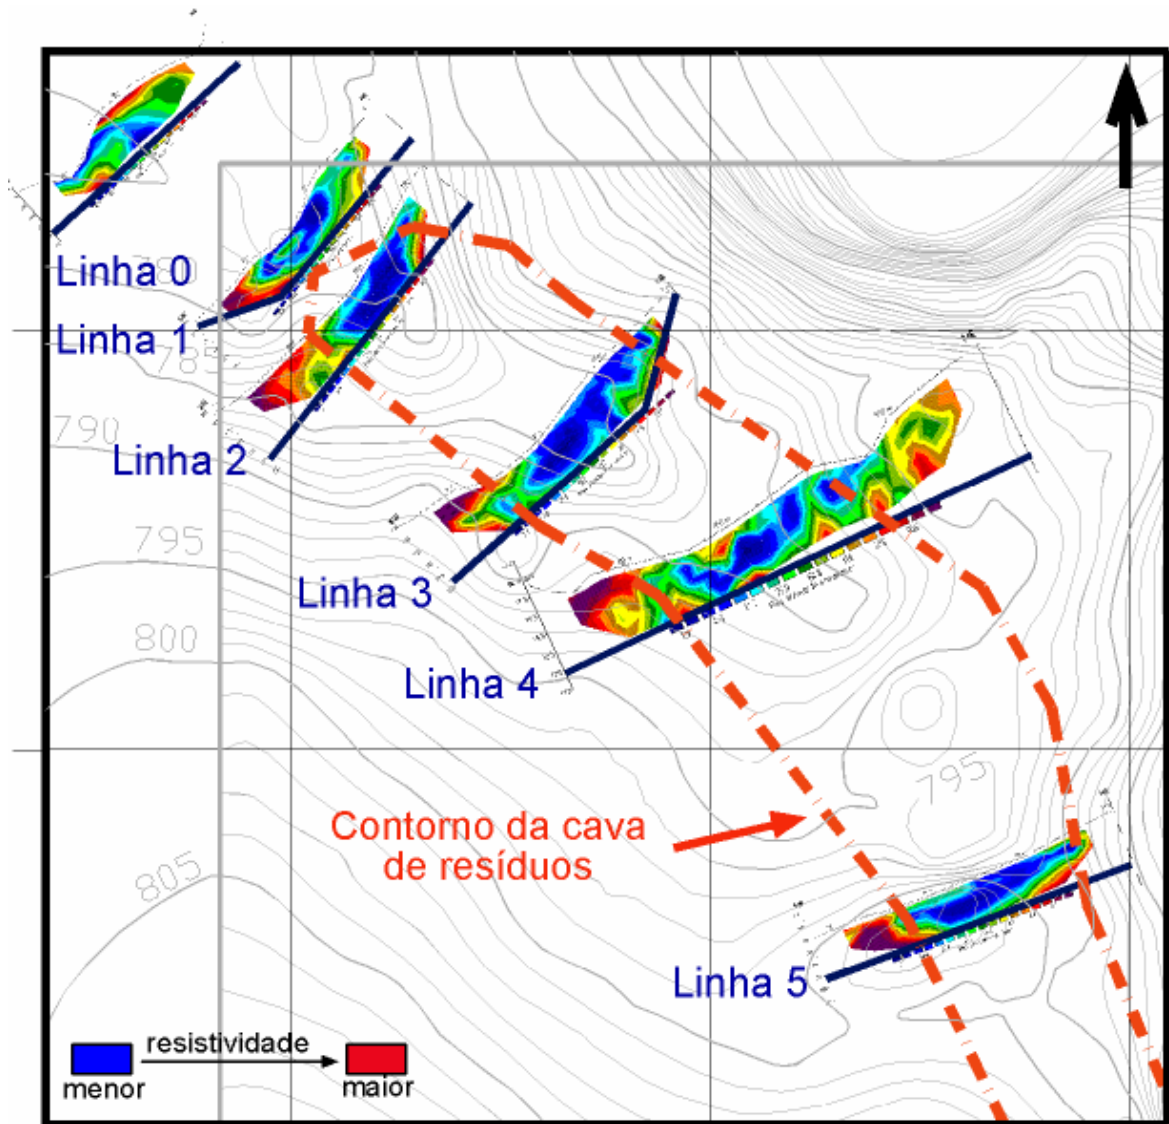 Linha 0
780
Linha 1
785
790
Linha 2
795
Linha 3
800
Linha 4
795
Contorno da cava
de resíduos
805
Linha 5
resistividade
menor
maior